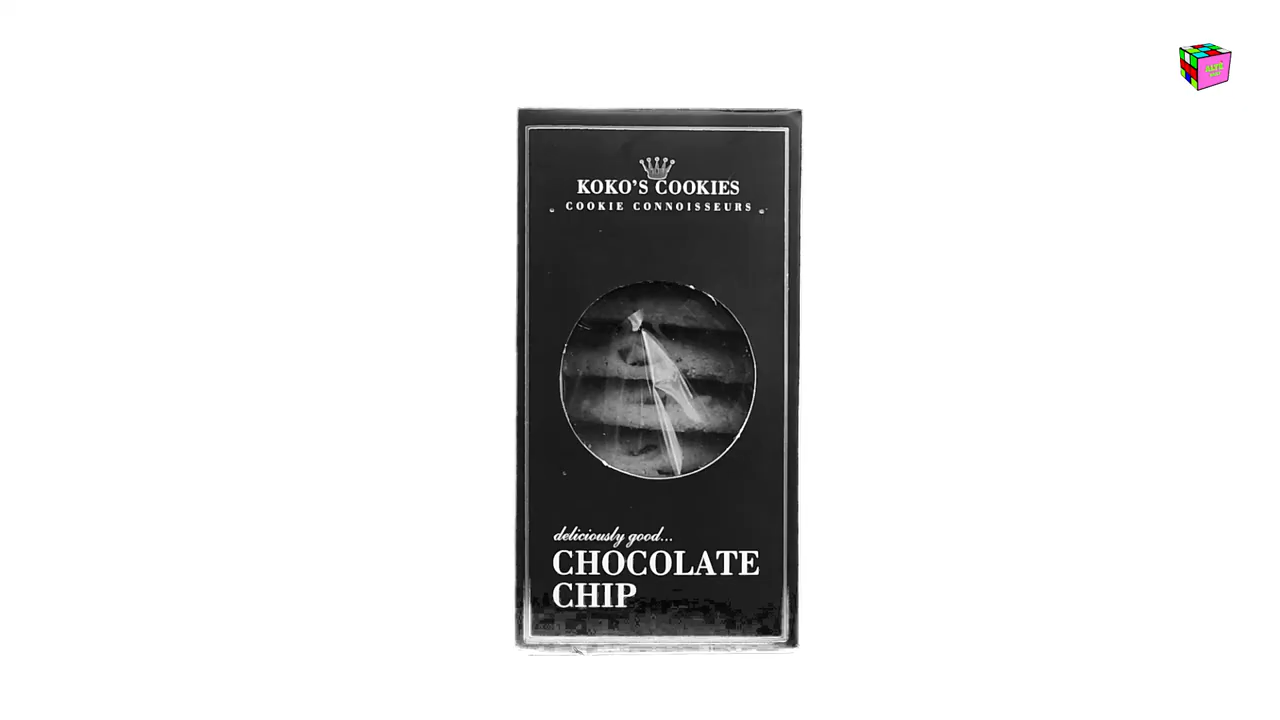 KOKO'S COOKIES
COOKIE CONNOISSEURS
deliciously good...
CHOCOLATE
CHIP